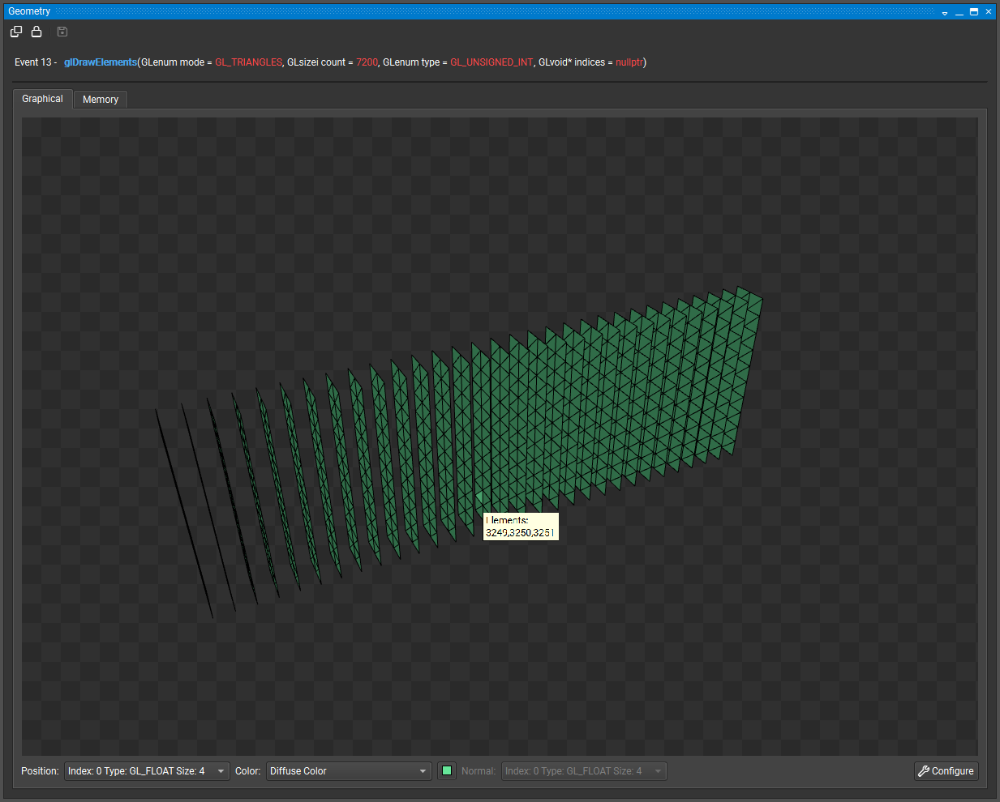 Geometry
Event 13 - glDrawElements(GLenum mode = GL_TRIANGLES, GLsizei count = 7200, GLenum type = GL_UNSIGNED_INT, GLvoid* indices = nullptr)
Graphical Memory
Elements:
3249,3250,3251
Position: Index: 0 Type: GL_FLOAT Size: 4 Color: Diffuse Color Normal: Index: 0 Type: GL_FLOAT Size: 4 Configure